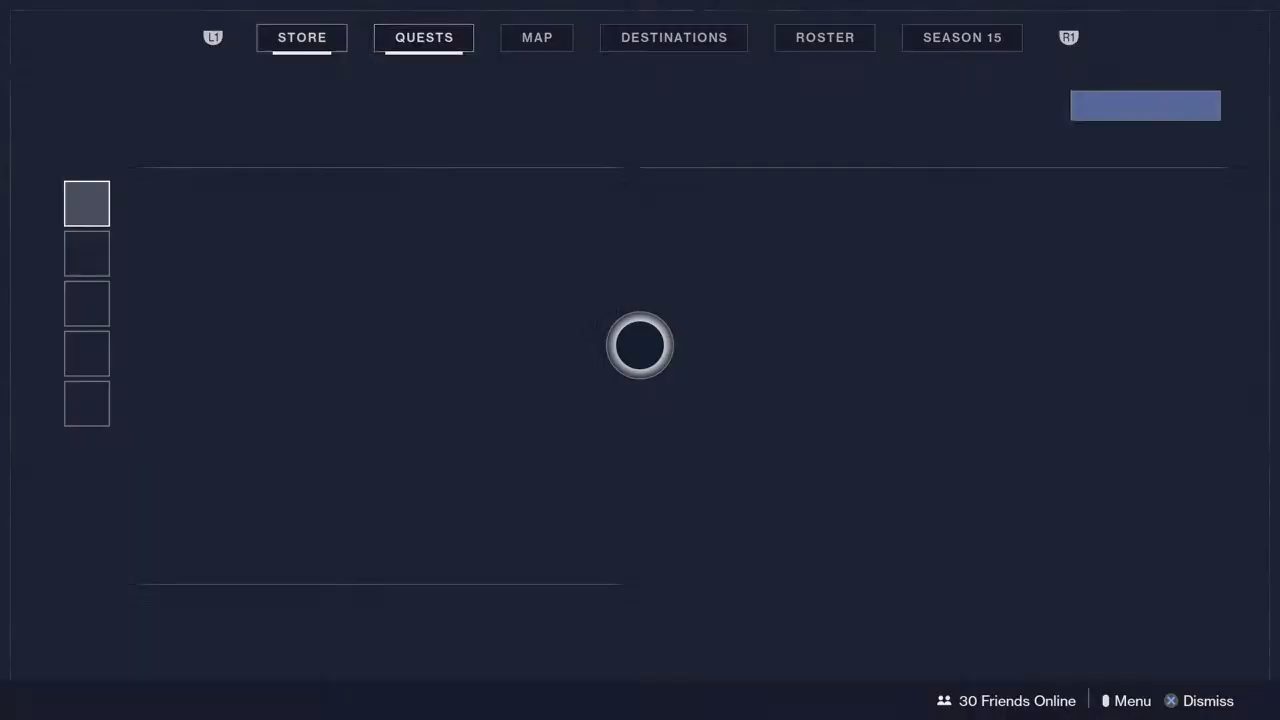 L1 STORE QUESTS MAP DESTINATIONS ROSTER SEASON 15 R1
30 Friends Online Menu Dismiss